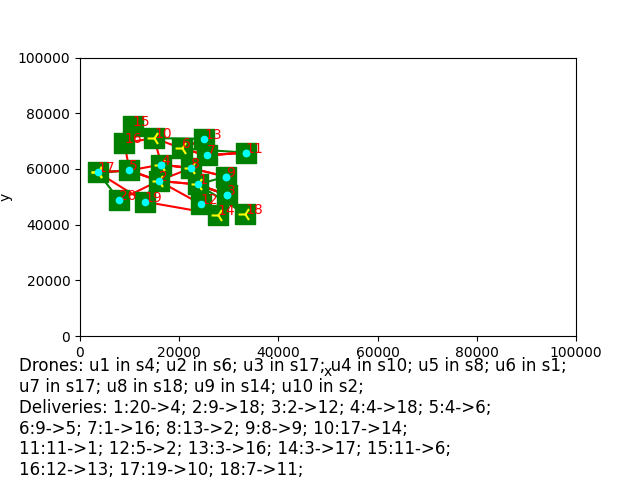 100000
80000
60000
40000
20000
0
y
0 20000 40000 60000 80000 100000
x
Drones: u1 in s4; u2 in s6; u3 in s17; u4 in s10; u5 in s8; u6 in s1;
u7 in s17; u8 in s18; u9 in s14; u10 in s2;
Deliveries: 1:20->4; 2:9->18; 3:2->12; 4:4->18; 5:4->6;
6:9->5; 7:1->16; 8:13->2; 9:8->9; 10:17->14;
11:11->1; 12:5->2; 13:3->16; 14:3->17; 15:11->6;
16:12->13; 17:19->10; 18:7->11;